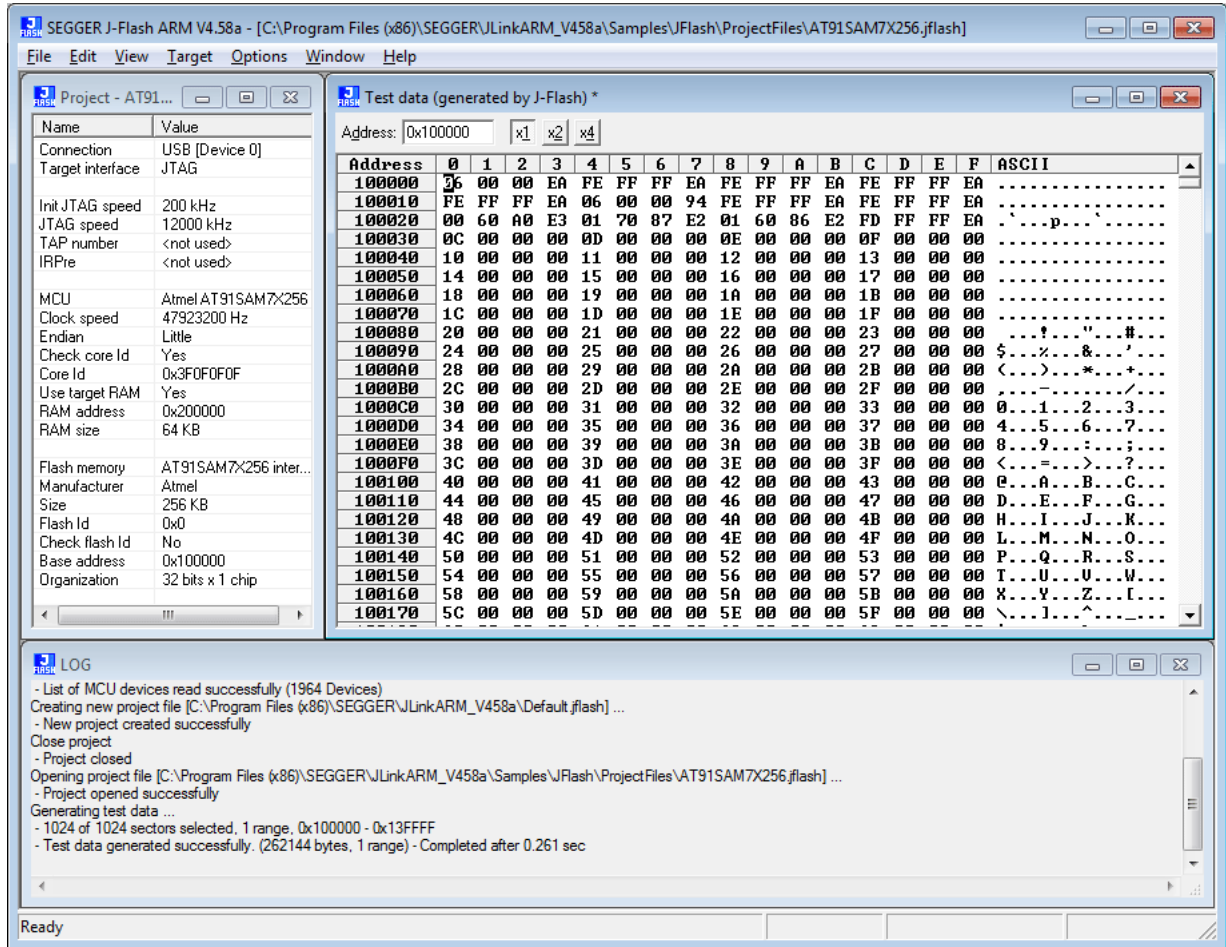 SEGGER J-Flash ARM V4.58a - [C:\Program Files (x86)\SEGGER\JLinkARM_V458a\Samples\JFlash\ProjectFiles\AT91SAM7X256.jflash]
File Edit View Target Options Window Help
Project - AT91...
Name Value
Connection USB [Device 0]
Target interface JTAG
Init JTAG speed 200 kHz
JTAG speed 12000 kHz
TAP number <not used>
IRPre <not used>
MCU Atmel AT91SAM7X256
Clock speed 47923200 Hz
Endian Little
Check core Id Yes
Core Id 0x3F0F0F0F
Use target RAM Yes
RAM address 0x200000
RAM size 64 KB
Flash memory AT91SAM7X256 inter...
Manufacturer Atmel
Size 256 KB
Flash Id 0x0
Check flash Id No
Base address 0x100000
Organization 32 bits x 1 chip
Test data (generated by J-Flash) *
Address: 0x100000 x1 x2 x4
Address 0 1 2 3 4 5 6 7 8 9 A B C D E F ASCII
100000 06 00 00 EA FE FF FF EA FE FF FF EA FE FF FF EA ................
100010 FE FF FF EA 06 00 00 94 FE FF FF EA FE FF FF EA ................
100020 00 60 A0 E3 01 70 87 E2 01 60 86 E2 FD FF FF EA .`...p...`......
100030 0C 00 00 00 0D 00 00 00 0E 00 00 00 0F 00 00 00 ................
100040 10 00 00 00 11 00 00 00 12 00 00 00 13 00 00 00 ................
100050 14 00 00 00 15 00 00 00 16 00 00 00 17 00 00 00 ................
100060 18 00 00 00 19 00 00 00 1A 00 00 00 1B 00 00 00 ................
100070 1C 00 00 00 1D 00 00 00 1E 00 00 00 1F 00 00 00 ................
100080 20 00 00 00 21 00 00 00 22 00 00 00 23 00 00 00 ...!..."...#...
100090 24 00 00 00 25 00 00 00 26 00 00 00 27 00 00 00 $...%...&...'...
1000A0 28 00 00 00 29 00 00 00 2A 00 00 00 2B 00 00 00 (...)...*...+...
1000B0 2C 00 00 00 2D 00 00 00 2E 00 00 00 2F 00 00 00 ,...-......./...
1000C0 30 00 00 00 31 00 00 00 32 00 00 00 33 00 00 00 0...1...2...3...
1000D0 34 00 00 00 35 00 00 00 36 00 00 00 37 00 00 00 4...5...6...7...
1000E0 38 00 00 00 39 00 00 00 3A 00 00 00 3B 00 00 00 8...9...:...;...
1000F0 3C 00 00 00 3D 00 00 00 3E 00 00 00 3F 00 00 00 <...=...>...?...
100100 40 00 00 00 41 00 00 00 42 00 00 00 43 00 00 00 @...A...B...C...
100110 44 00 00 00 45 00 00 00 46 00 00 00 47 00 00 00 D...E...F...G...
100120 48 00 00 00 49 00 00 00 4A 00 00 00 4B 00 00 00 H...I...J...K...
100130 4C 00 00 00 4D 00 00 00 4E 00 00 00 4F 00 00 00 L...M...N...O...
100140 50 00 00 00 51 00 00 00 52 00 00 00 53 00 00 00 P...Q...R...S...
100150 54 00 00 00 55 00 00 00 56 00 00 00 57 00 00 00 T...U...V...W...
100160 58 00 00 00 59 00 00 00 5A 00 00 00 5B 00 00 00 X...Y...Z...[...
100170 5C 00 00 00 5D 00 00 00 5E 00 00 00 5F 00 00 00 \...]...^..._...
LOG
- List of MCU devices read successfully (1964 Devices)
Creating new project file [C:\Program Files (x86)\SEGGER\JLinkARM_V458a\Default.jflash] ...
- New project created successfully
Close project
- Project closed
Opening project file [C:\Program Files (x86)\SEGGER\JLinkARM_V458a\Samples\JFlash\ProjectFiles\AT91SAM7X256.jflash] ...
- Project opened successfully
Generating test data ...
- 1024 of 1024 sectors selected, 1 range, 0x100000 - 0x13FFFF
- Test data generated successfully. (262144 bytes, 1 range) - Completed after 0.261 sec
Ready